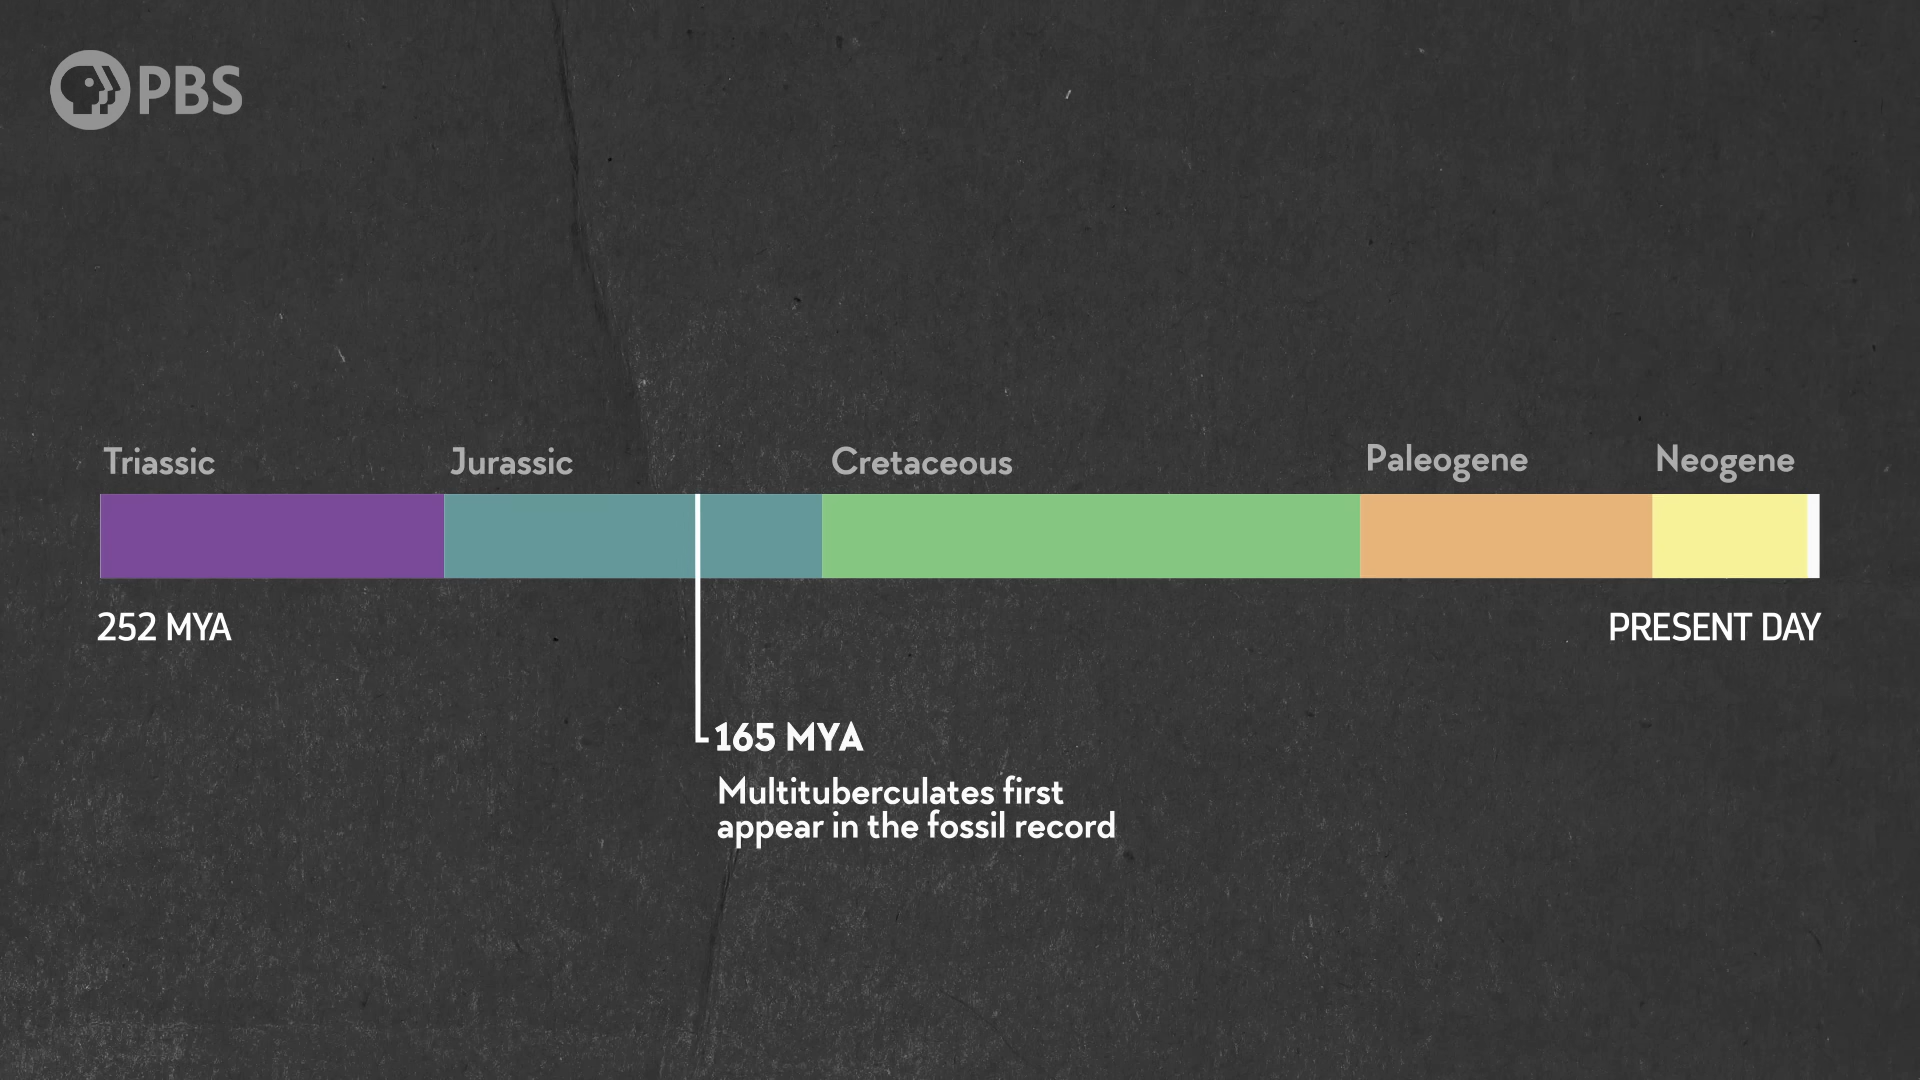 PBS
Triassic
Jurassic
Cretaceous
Paleogene
Neogene
252 MYA
PRESENT DAY
165 MYA
Multituberculates first
appear in the fossil record